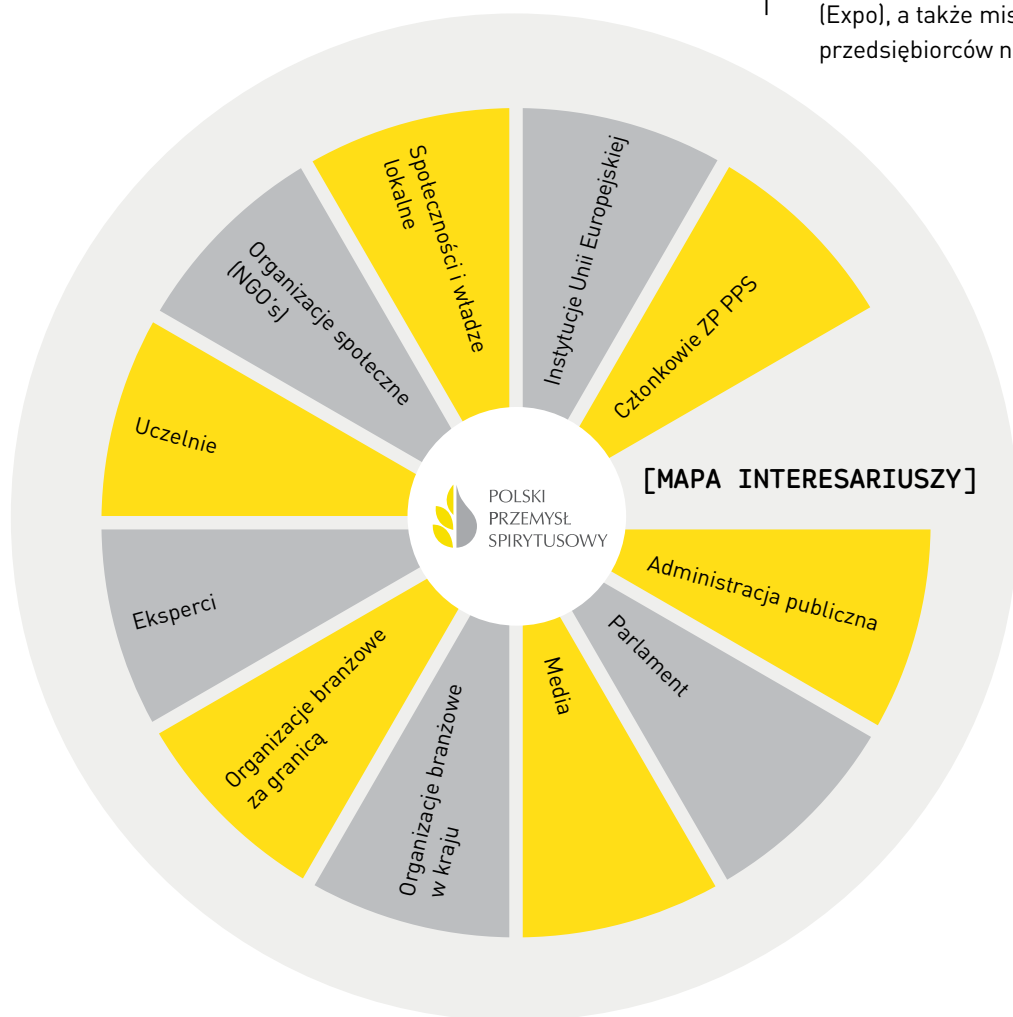 (Expo), a także mis
przedsiębiorców n
Społeczności i władze
lokalne
Instytucje Unii Europejskiej
Organizacje społeczne
(NGO's)
Członkowie ZP PPS
Uczelnie
[MAPA INTERESARIUSZY]
POLSKI
PRZEMYSŁ
SPIRYTUSOWY
Administracja publiczna
Eksperci
Parlament
Organizacje branżowe
za granicą
Media
Organizacje branżowe
w kraju